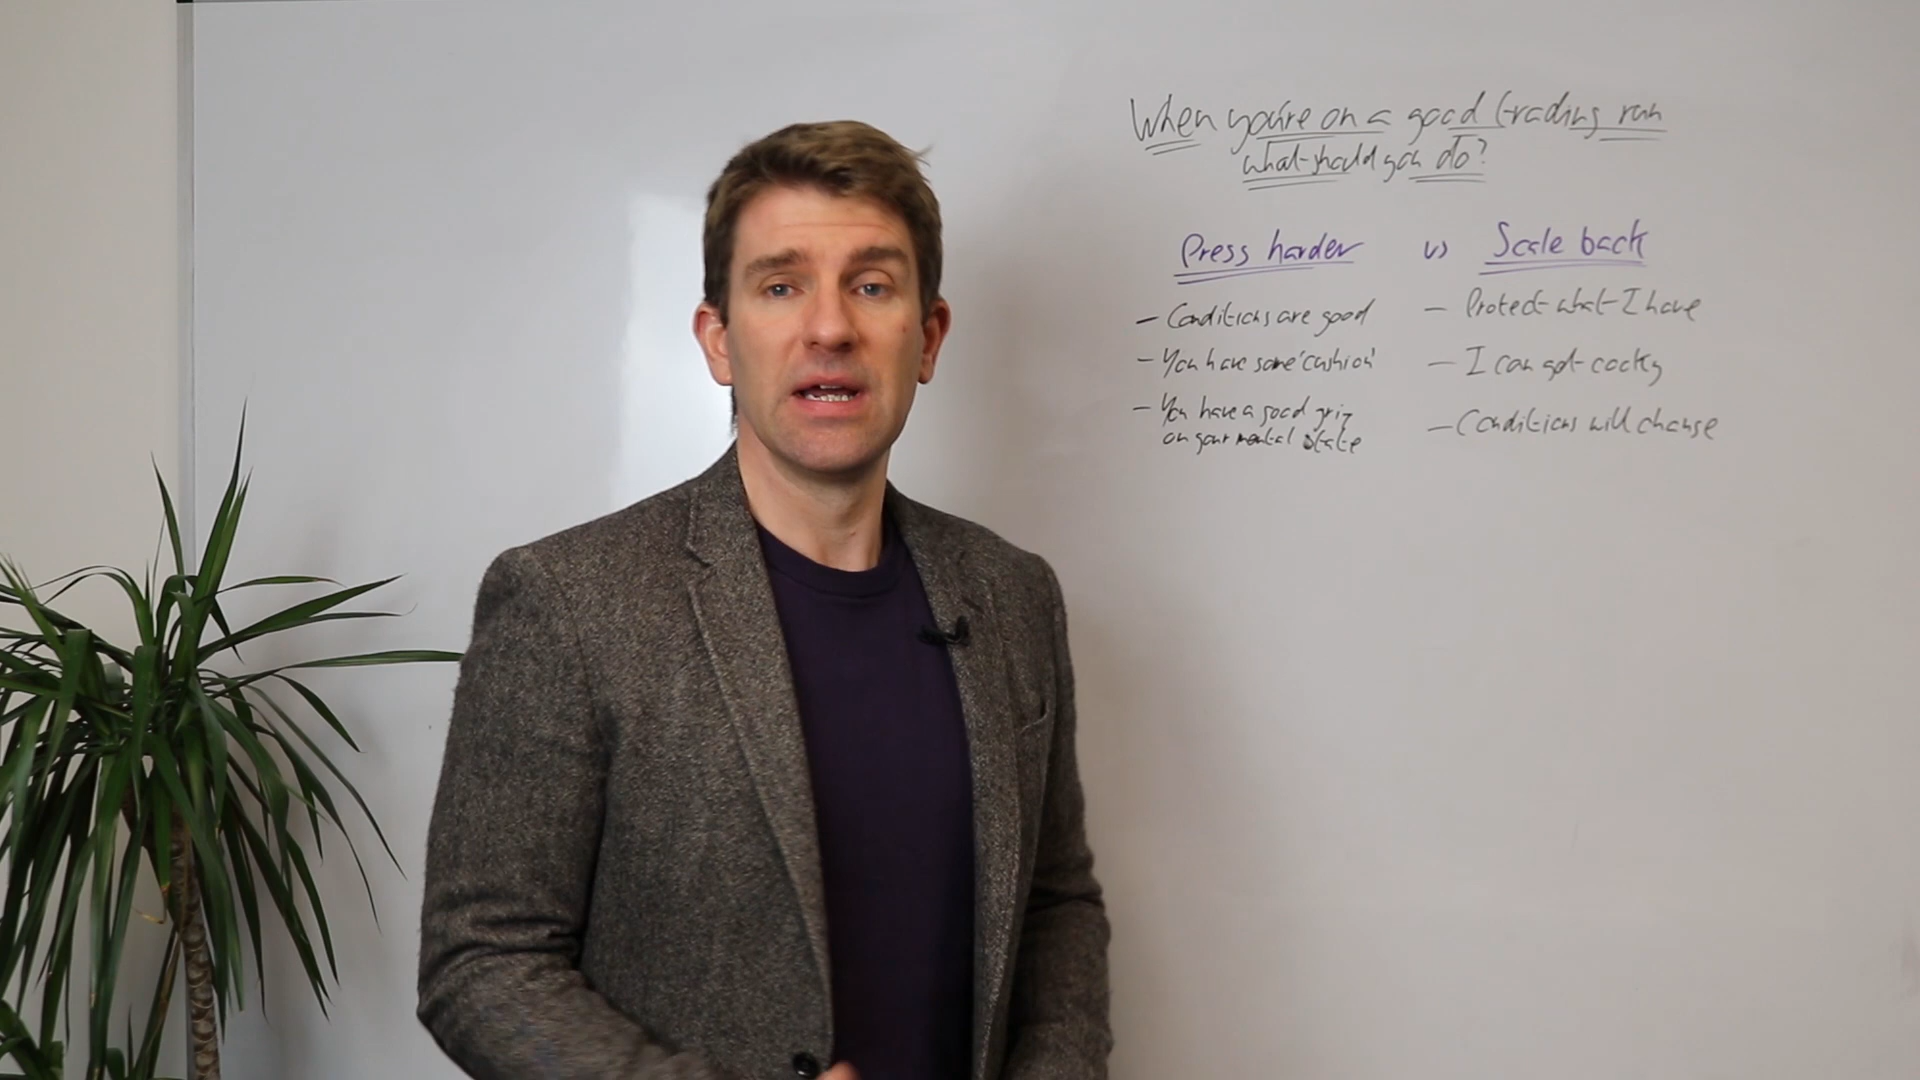 When you're on a good trading run
what should you do?
Press harder vs Scale back
– Conditions are good
– You have some 'cushion'
– You have a good grip
on your mental state
– Protect what I have
– I can get cocky
– Conditions will change